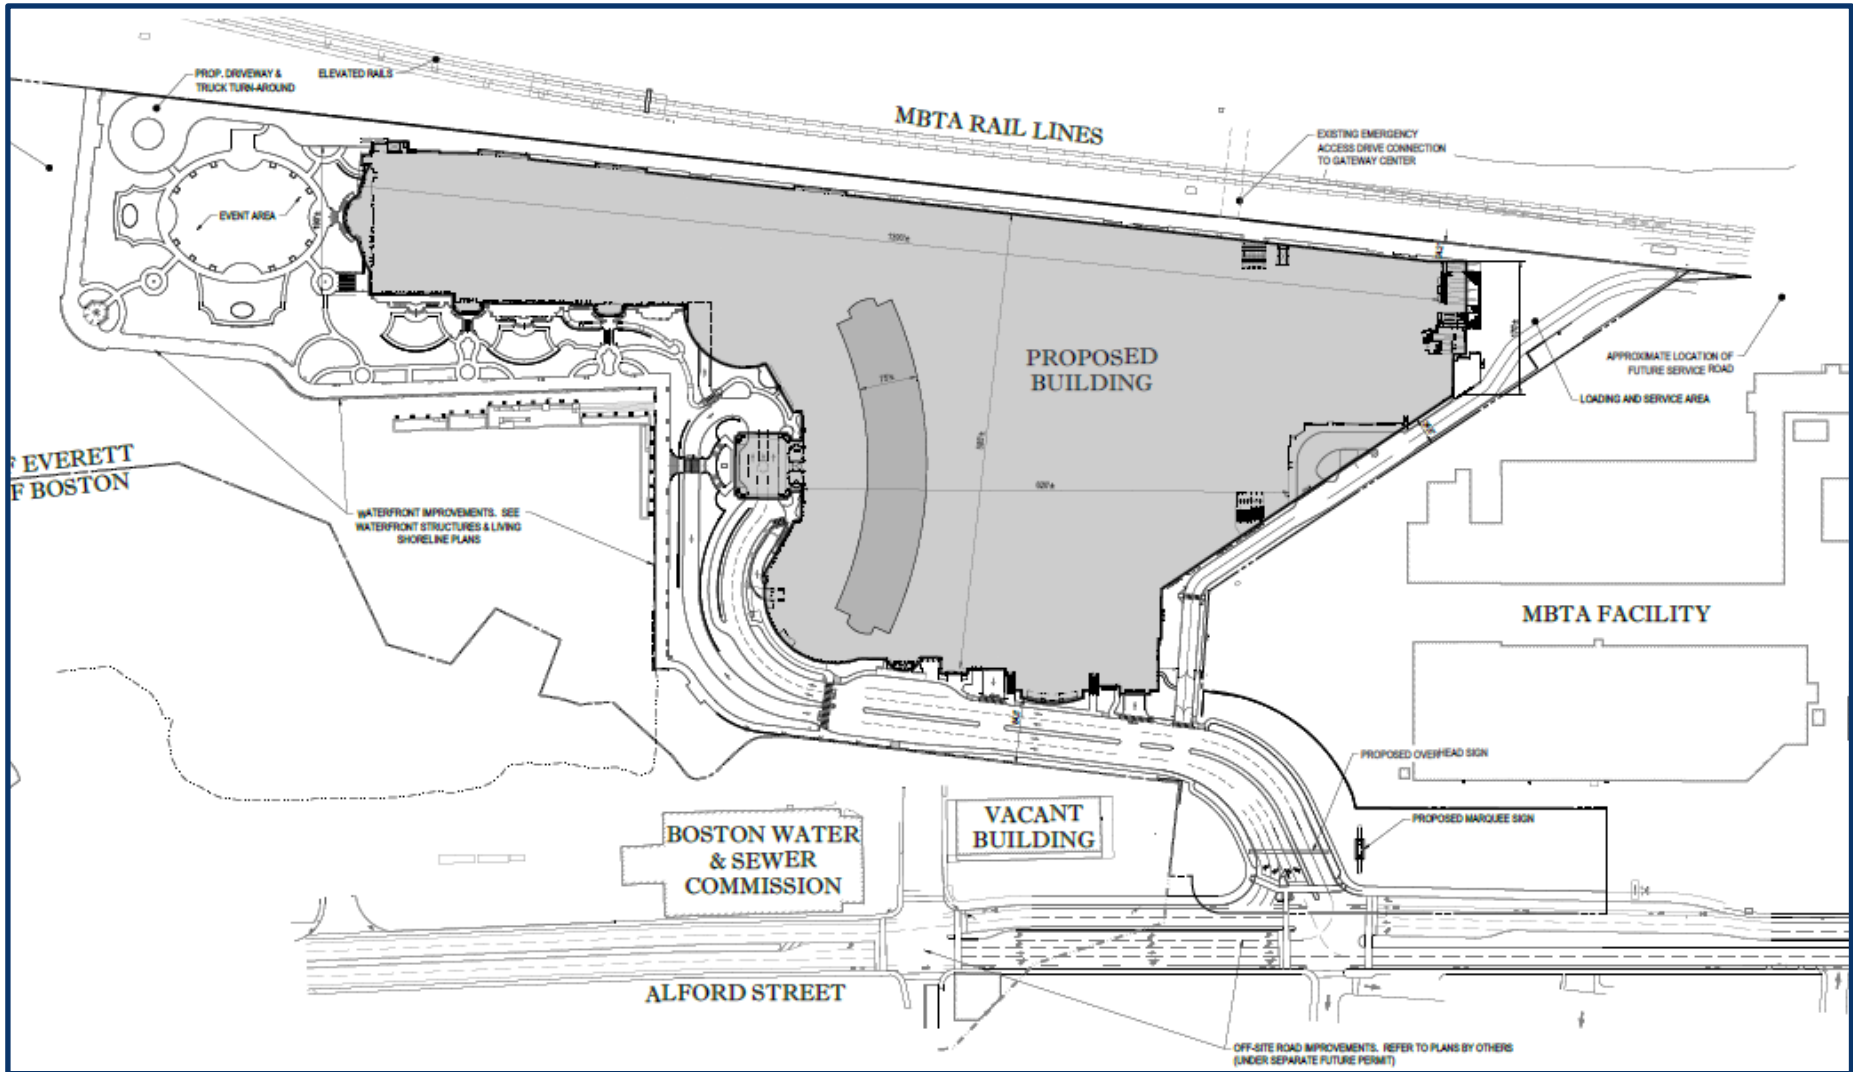 PROP. DRIVEWAY &
TRUCK TURN-AROUND
ELEVATED RAILS
MBTA RAIL LINES
EXISTING EMERGENCY
ACCESS DRIVE CONNECTION
TO GATEWAY CENTER
EVENT AREA
PROPOSED
BUILDING
APPROXIMATE LOCATION OF
FUTURE SERVICE ROAD
LOADING AND SERVICE AREA
F EVERETT
F BOSTON
WATERFRONT IMPROVEMENTS. SEE
WATERFRONT STRUCTURES & LIVING
SHORELINE PLANS
MBTA FACILITY
PROPOSED OVERHEAD SIGN
PROPOSED MARQUEE SIGN
BOSTON WATER
& SEWER
COMMISSION
VACANT
BUILDING
ALFORD STREET
OFF-SITE ROAD IMPROVEMENTS. REFER TO PLANS BY OTHERS
(UNDER SEPARATE FUTURE PERMIT)